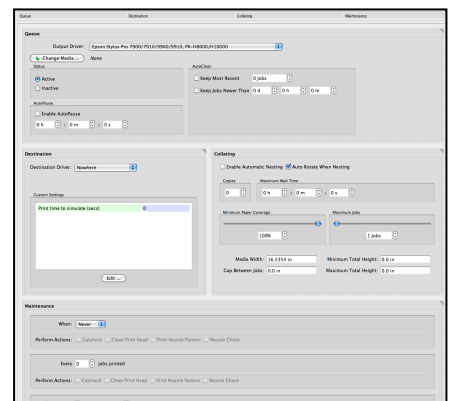 Queue Destination Collating Maintenance
Queue
Output Driver: Epson Stylus Pro 7900/7910/9900/9910, PX-H8000/H10000
Change Media ... None
Status
Active
Inactive
AutoClean
Keep Most Recent 0 Jobs
Keep Jobs Newer Than 0 d 0 h 0 m
AutoPause
Enable AutoPause
0 h : 0 m : 0 s
Destination
Destination Driver: Nowhere
Custom Settings
Print time to simulate (secs) 0
Edit ...
Collating
Enable Automatic Nesting Auto Rotate When Nesting
Copies Maximum Wait Time
0 0 h : 0 m : 0 s
Minimum Paper Coverage Maximum Jobs
100% 1 Jobs
Media Width: 16.5354 in Minimum Total Height: 0.0 in
Gap Between Jobs: 0.0 in Maximum Total Height: 0.0 in
Maintenance
When: Never
Perform Actions: Calcheck Clean Print Head Print Nozzle Pattern Nozzle Check
Every 0 jobs printed
Perform Actions: Calcheck Clean Print Head Print Nozzle Pattern Nozzle Check